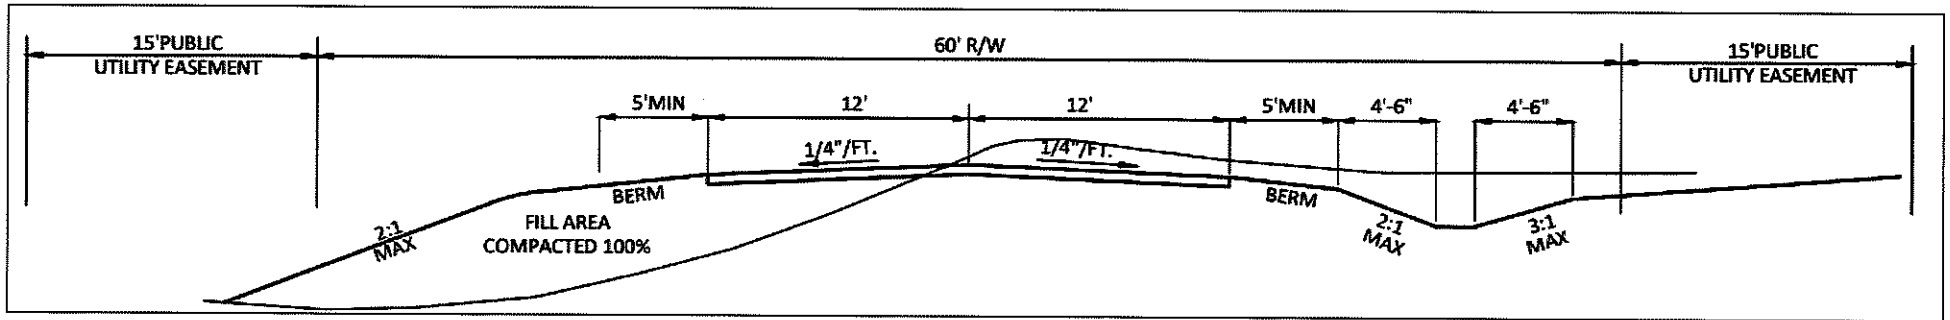 15'PUBLIC
UTILITY EASEMENT
60' R/W
15'PUBLIC
UTILITY EASEMENT
5'MIN
12'
12'
5'MIN
4'-6"
4'-6"
1/4"/FT.
1/4"/FT.
BERM
BERM
2:1
MAX
FILL AREA
COMPACTED 100%
2:1
MAX
3:1
MAX